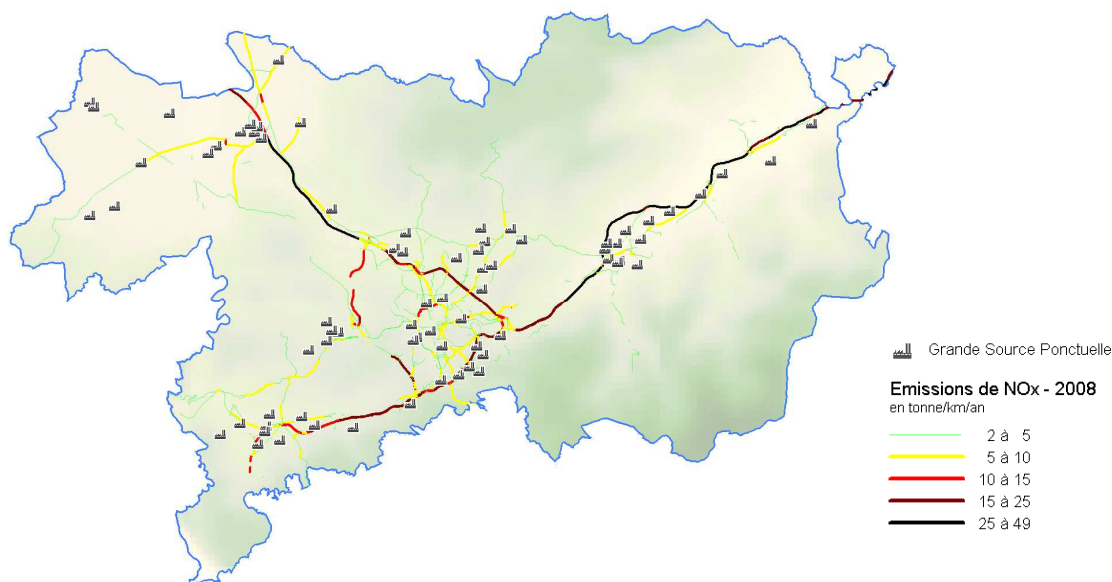 Grande Source Ponctuelle
Emissions de NOx - 2008
en tonne/km/an
2 à 5
5 à 10
10 à 15
15 à 25
25 à 49